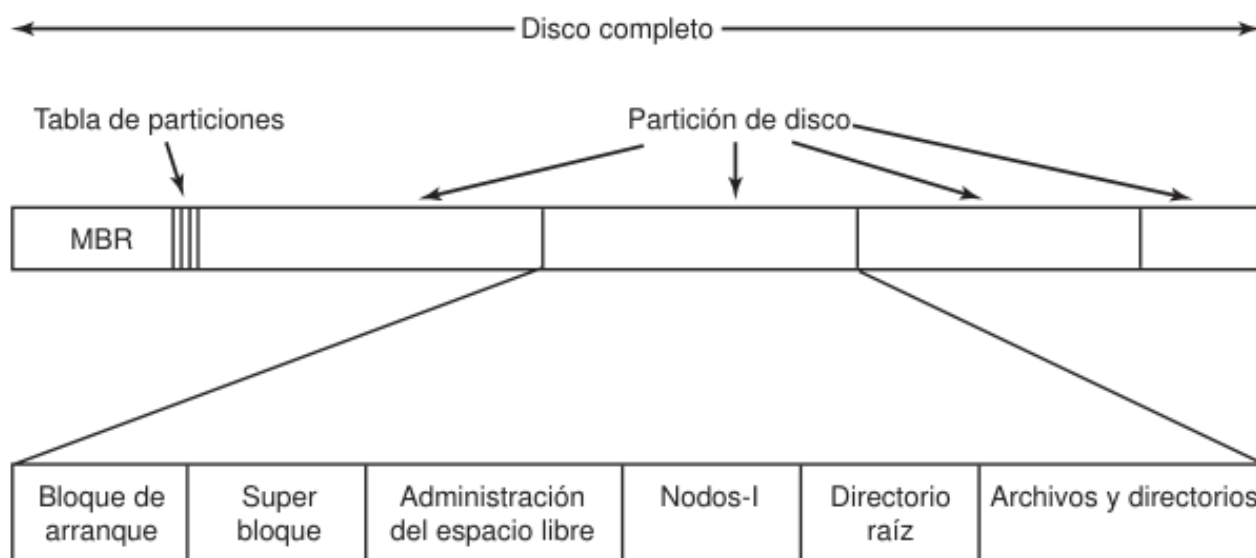 Disco completo
Tabla de particiones
Partición de disco
MBR
Bloque de
arranque
Super
bloque
Administración
del espacio libre
Nodos-I
Directorio
raíz
Archivos y directorios